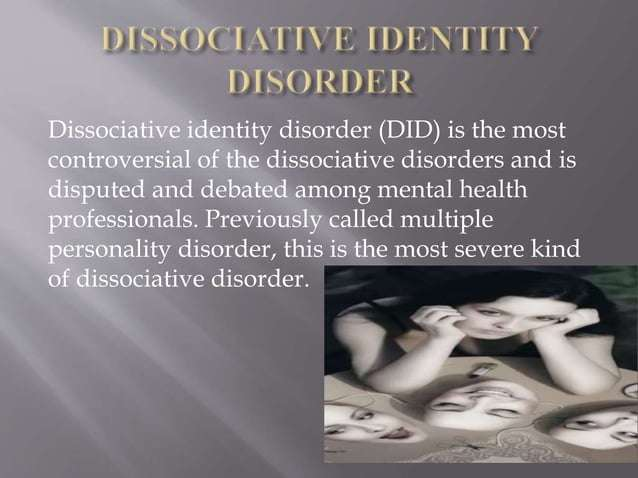 DISSOCIATIVE IDENTITY
DISORDER
Dissociative identity disorder (DID) is the most
controversial of the dissociative disorders and is
disputed and debated among mental health
professionals. Previously called multiple
personality disorder, this is the most severe kind
of dissociative disorder.